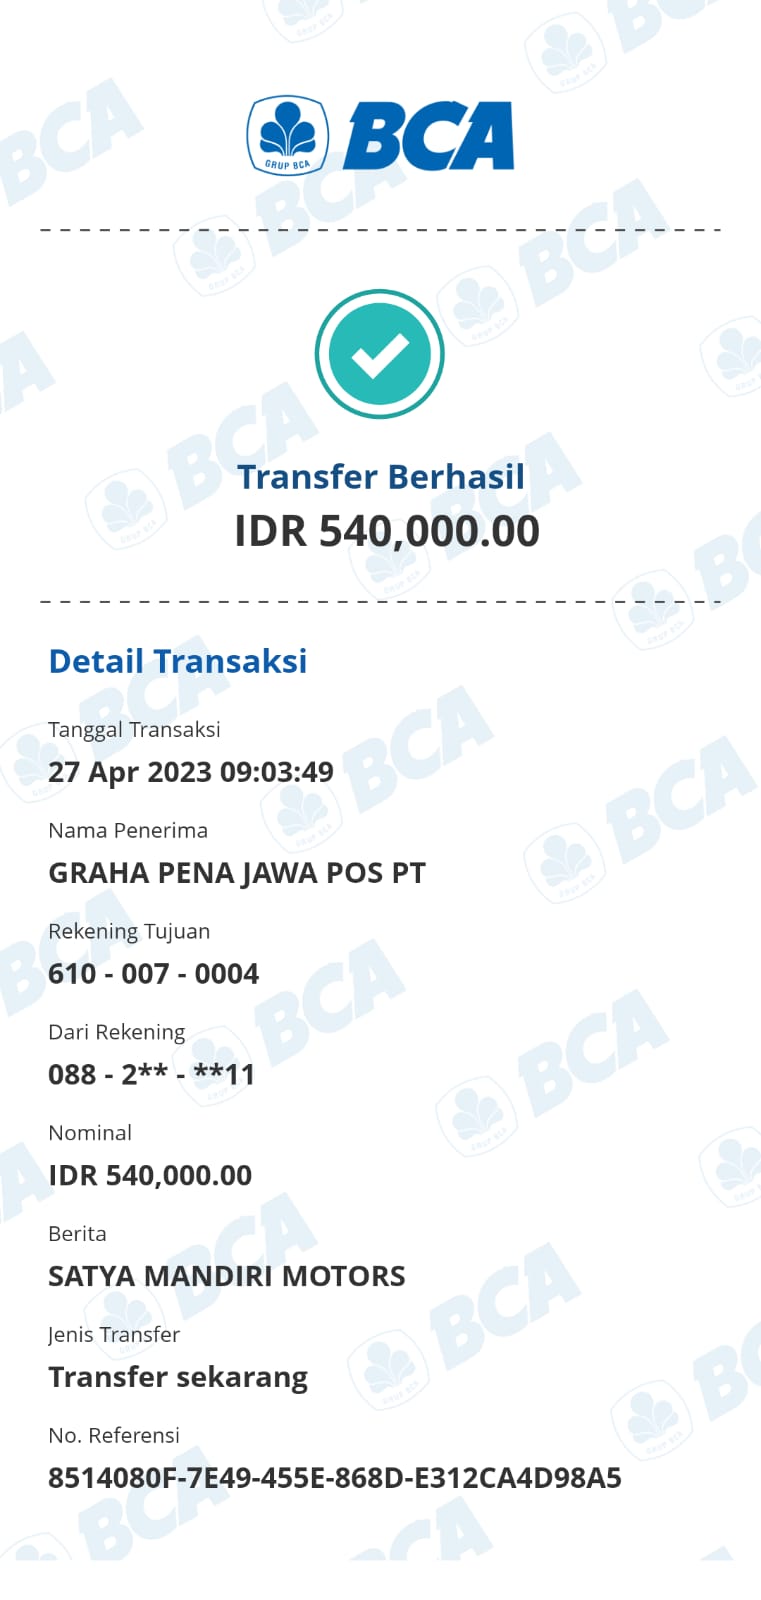 GRUP BCA
BCA
Transfer Berhasil
IDR 540,000.00
Detail Transaksi
Tanggal Transaksi
27 Apr 2023 09:03:49
Nama Penerima
GRAHA PENA JAWA POS PT
Rekening Tujuan
610 - 007 - 0004
Dari Rekening
088 - 2** - **11
Nominal
IDR 540,000.00
Berita
SATYA MANDIRI MOTORS
Jenis Transfer
Transfer sekarang
No. Referensi
8514080F-7E49-455E-868D-E312CA4D98A5